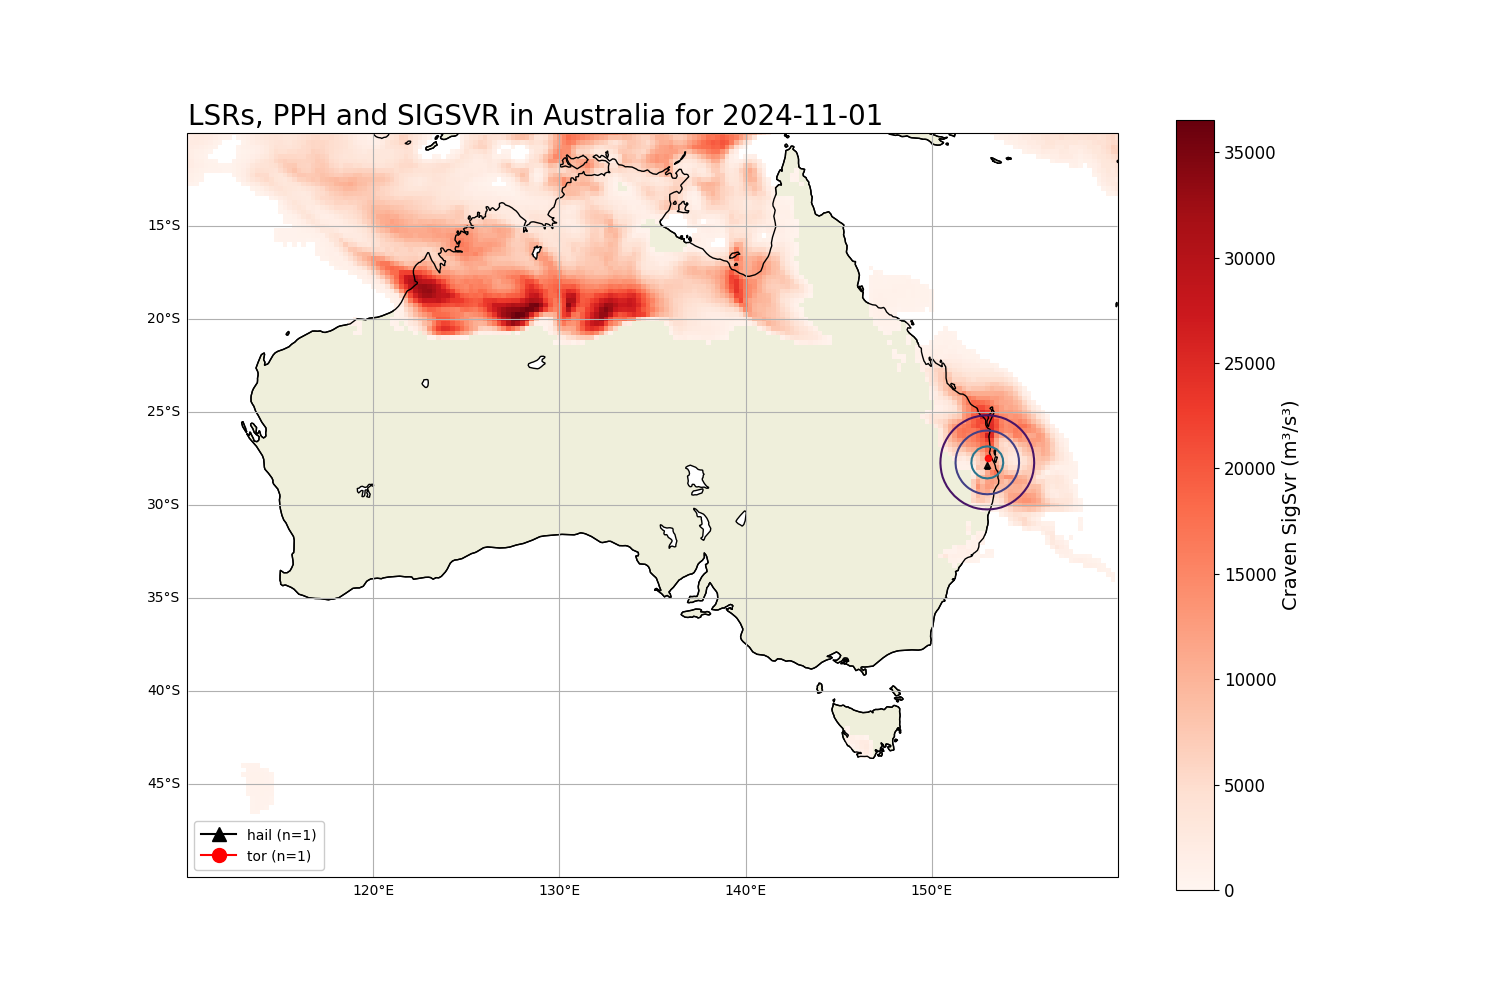 LSRs, PPH and SIGSVR in Australia for 2024-11-01
15°S
20°S
25°S
30°S
35°S
40°S
45°S
120°E
130°E
140°E
150°E
hail (n=1)
tor (n=1)
35000
30000
25000
20000
15000
10000
5000
0
Craven SigSvr (m³/s³)